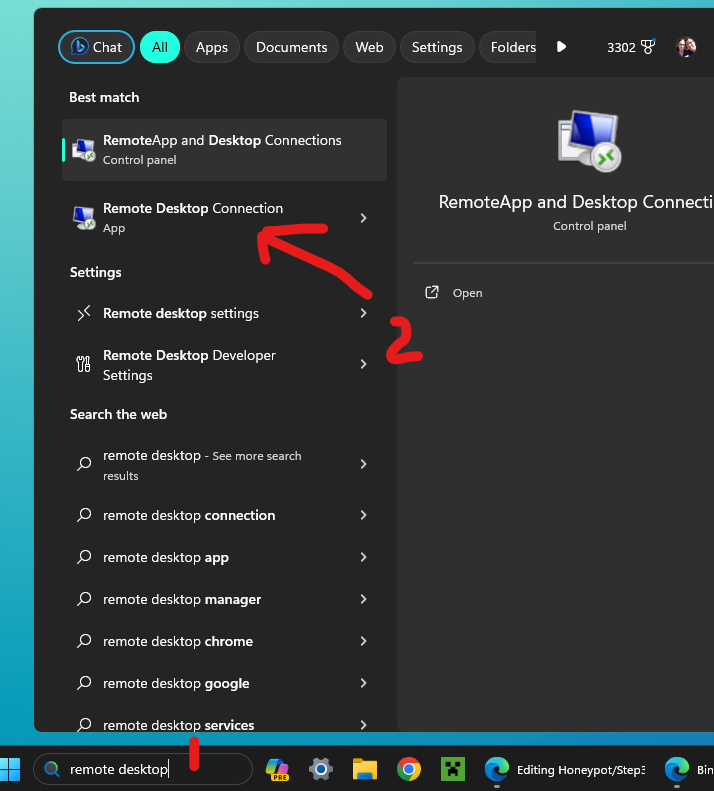 Chat
All
Apps
Documents
Web
Settings
Folders
3302
Best match
RemoteApp and Desktop Connections
Control panel
Remote Desktop Connection
App
Settings
Remote desktop settings
Remote Desktop Developer
Settings
Search the web
remote desktop - See more search
results
remote desktop connection
remote desktop app
remote desktop manager
remote desktop chrome
remote desktop google
remote desktop services
RemoteApp and Desktop Connecti
Control panel
Open
2
1
remote desktop
PRE
Editing Honeypot/Step3
Bin